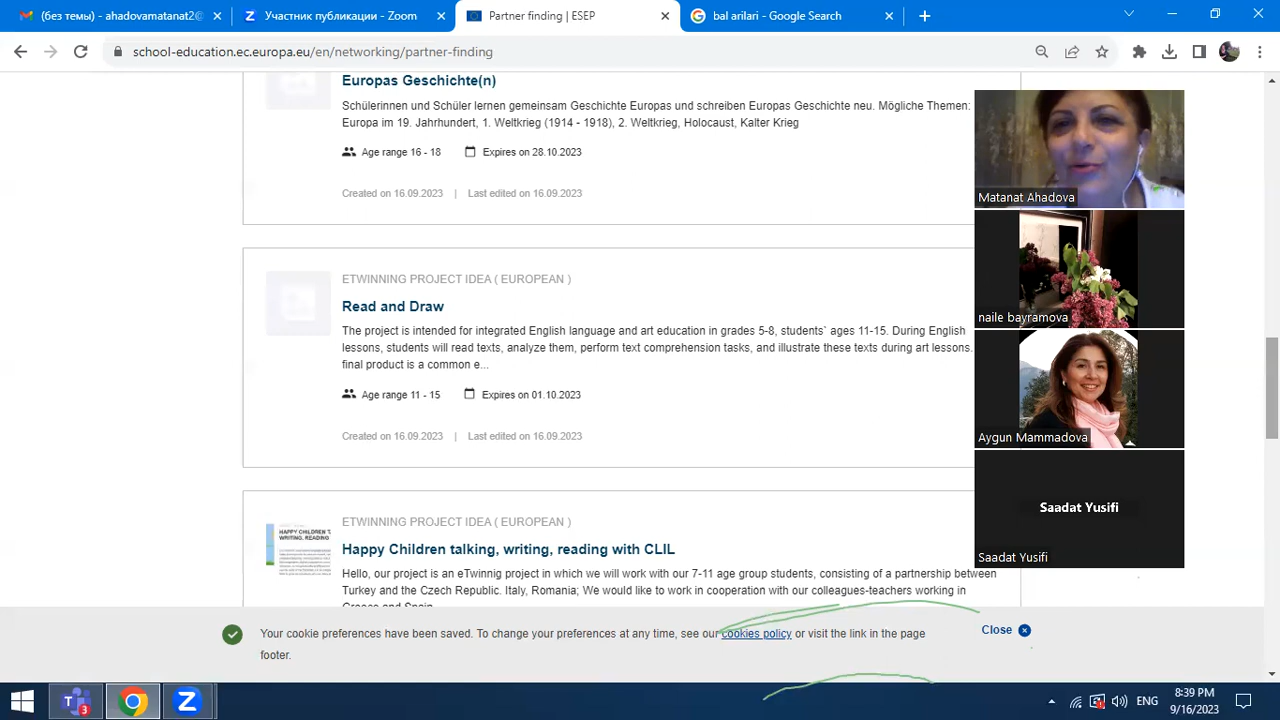 (без темы) - ahadovamatanat2@
Участник публикации - Zoom
Partner finding | ESEP
bal arilari - Google Search
school-education.ec.europa.eu/en/networking/partner-finding
Europas Geschichte(n)
Schülerinnen und Schüler lernen gemeinsam Geschichte Europas und schreiben Europas Geschichte neu. Mögliche Themen:
Europa im 19. Jahrhundert, 1. Weltkrieg (1914 - 1918), 2. Weltkrieg, Holocaust, Kalter Krieg
Age range 16 - 18 Expires on 28.10.2023
Created on 16.09.2023 | Last edited on 16.09.2023
ETWINNING PROJECT IDEA ( EUROPEAN )
Read and Draw
The project is intended for integrated English language and art education in grades 5-8, students' ages 11-15. During English
lessons, students will read texts, analyze them, perform text comprehension tasks, and illustrate these texts during art lessons.
final product is a common e...
Age range 11 - 15 Expires on 01.10.2023
Created on 16.09.2023 | Last edited on 16.09.2023
ETWINNING PROJECT IDEA ( EUROPEAN )
HAPPY CHILDREN
WRITING, READING
Happy Children talking, writing, reading with CLIL
Hello, our project is an eTwinnig project in which we will work with our 7-11 age group students, consisting of a partnership between
Turkey and the Czech Republic. Italy, Romania; We would like to work in cooperation with our colleagues-teachers working in
Greece and Spain
Matanat Ahadova
naile bayramova
Aygun Mammadova
Saadat Yusifi
Saadat Yusifi
Your cookie preferences have been saved. To change your preferences at any time, see our cookies policy or visit the link in the page
footer.
Close
3
ENG
8:39 PM
9/16/2023